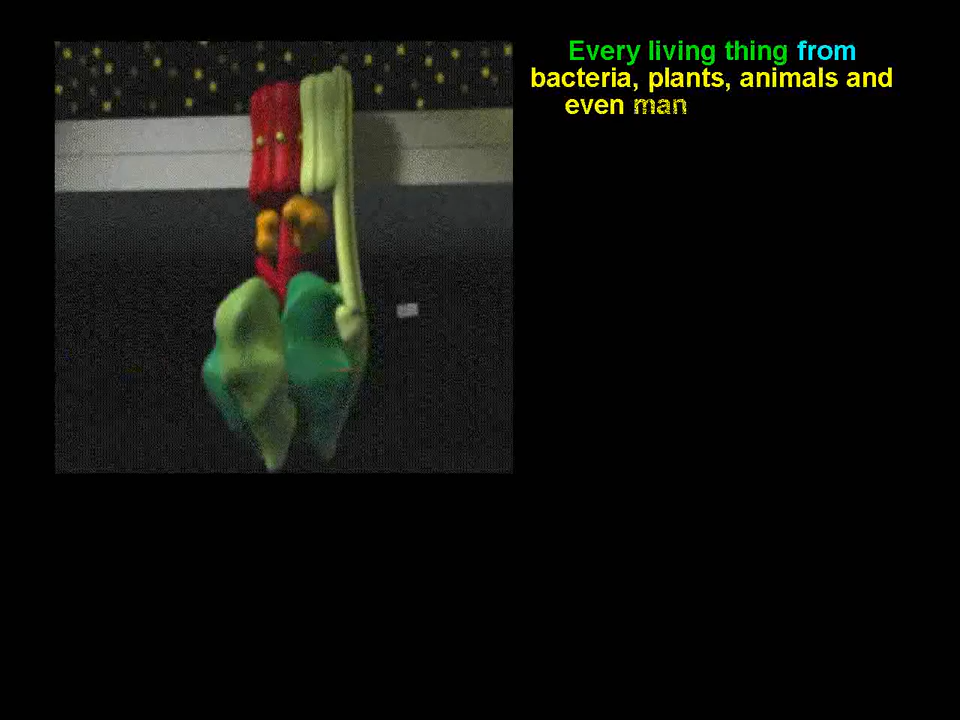 Every living thing from
bacteria, plants, animals and
even man